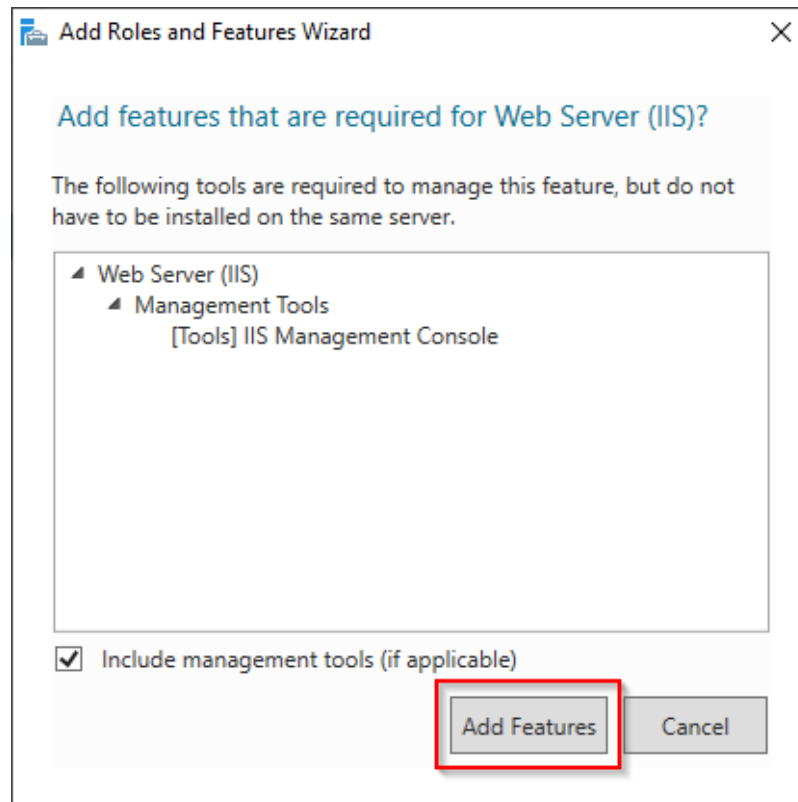 Add Roles and Features Wizard
Add features that are required for Web Server (IIS)?
The following tools are required to manage this feature, but do not
have to be installed on the same server.
Web Server (IIS)
Management Tools
[Tools] IIS Management Console
Include management tools (if applicable)
Add Features
Cancel